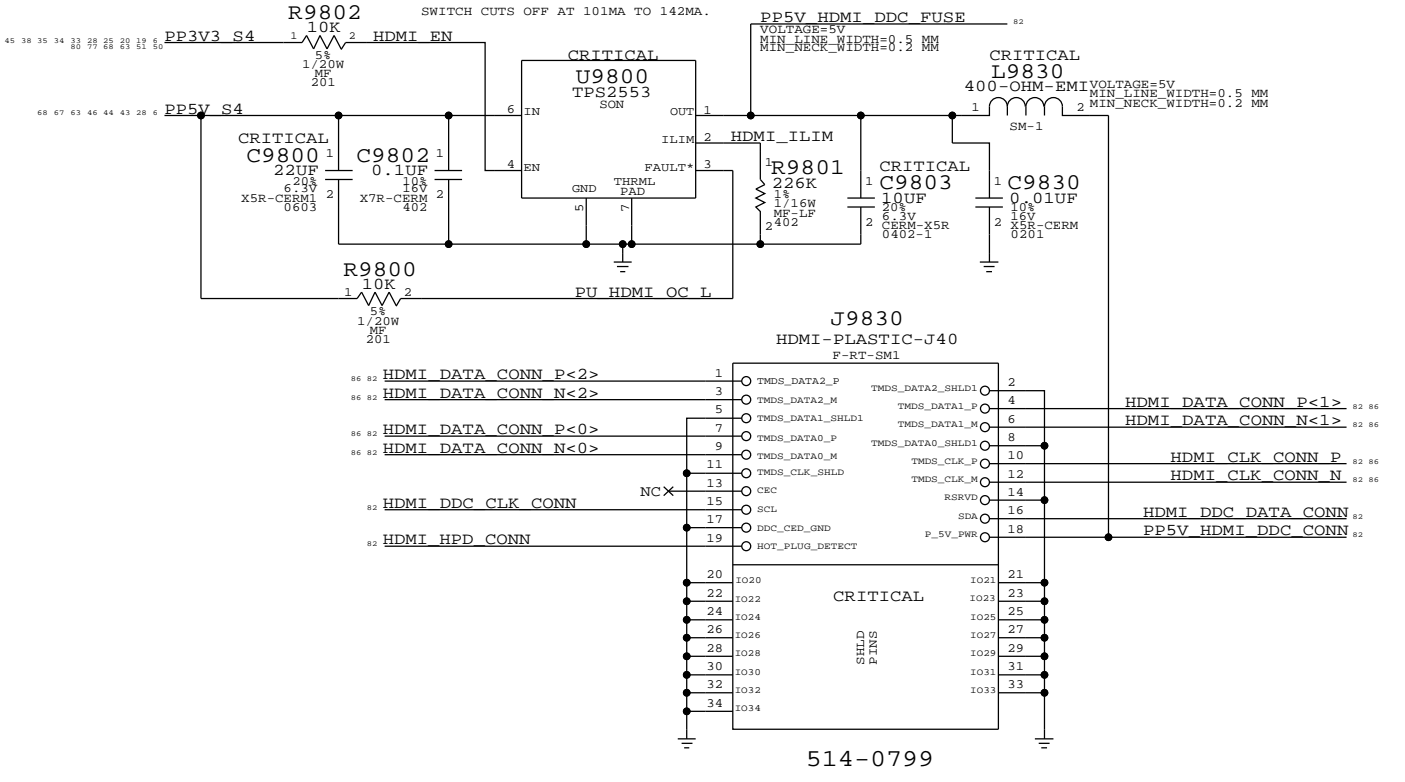 SWITCH CUTS OFF AT 101MA TO 142MA.
R9802
10K
1
2
5%
1/20W
MF
201
45 38 35 34 33 28 25 20 19 6
80 77 68 63 51 50
PP3V3_S4
HDMI_EN
68 67 63 46 44 43 28 6
PP5V_S4
CRITICAL
U9800
TPS2553
SON
6
IN
4
EN
OUT
1
ILIM
2
FAULT*
3
GND
5
THRML
PAD
7
HDMI_ILIM
PP5V_HDMI_DDC_FUSE
82
VOLTAGE=5V
MIN_LINE_WIDTH=0.5 MM
MIN_NECK_WIDTH=0.2 MM
CRITICAL
L9830
400-OHM-EMI
1
2
SM-1
VOLTAGE=5V
MIN_LINE_WIDTH=0.5 MM
MIN_NECK_WIDTH=0.2 MM
CRITICAL
C9800
22UF
20%
6.3V
X5R-CERM1
0603
1
2
C9802
0.1UF
10%
16V
X7R-CERM
402
1
2
1
R9801
226K
1%
1/16W
MF-LF
402
2
CRITICAL
C9803
10UF
20%
6.3V
CERM-X5R
0402-1
1
2
C9830
0.01UF
10%
16V
X5R-CERM
0201
1
2
R9800
10K
1
2
5%
1/20W
MF
201
PU_HDMI_OC_L
J9830
HDMI-PLASTIC-J40
F-RT-SM1
86 82 HDMI_DATA_CONN_P<2> 1 TMDS_DATA2_P
86 82 HDMI_DATA_CONN_N<2> 3 TMDS_DATA2_M
5 TMDS_DATA1_SHLD1
86 82 HDMI_DATA_CONN_P<0> 7 TMDS_DATA0_P
86 82 HDMI_DATA_CONN_N<0> 9 TMDS_DATA0_M
11 TMDS_CLK_SHLD
NC 13 CEC
82 HDMI_DDC_CLK_CONN 15 SCL
17 DDC_CED_GND
82 HDMI_HPD_CONN 19 HOT_PLUG_DETECT
TMDS_DATA2_SHLD1 2
TMDS_DATA1_P 4 HDMI_DATA_CONN_P<1> 82 86
TMDS_DATA1_M 6 HDMI_DATA_CONN_N<1> 82 86
TMDS_DATA0_SHLD1 8
TMDS_CLK_P 10 HDMI_CLK_CONN_P 82 86
TMDS_CLK_M 12 HDMI_CLK_CONN_N 82 86
RSRVD 14
SDA 16 HDMI_DDC_DATA_CONN 82
P_5V_PWR 18 PP5V_HDMI_DDC_CONN 82
20 IO20
22 IO22
24 IO24
26 IO26
28 IO28
30 IO30
32 IO32
34 IO34
CRITICAL
SHLD
PINS
IO21 21
IO23 23
IO25 25
IO27 27
IO29 29
IO31 31
IO33 33
514-0799